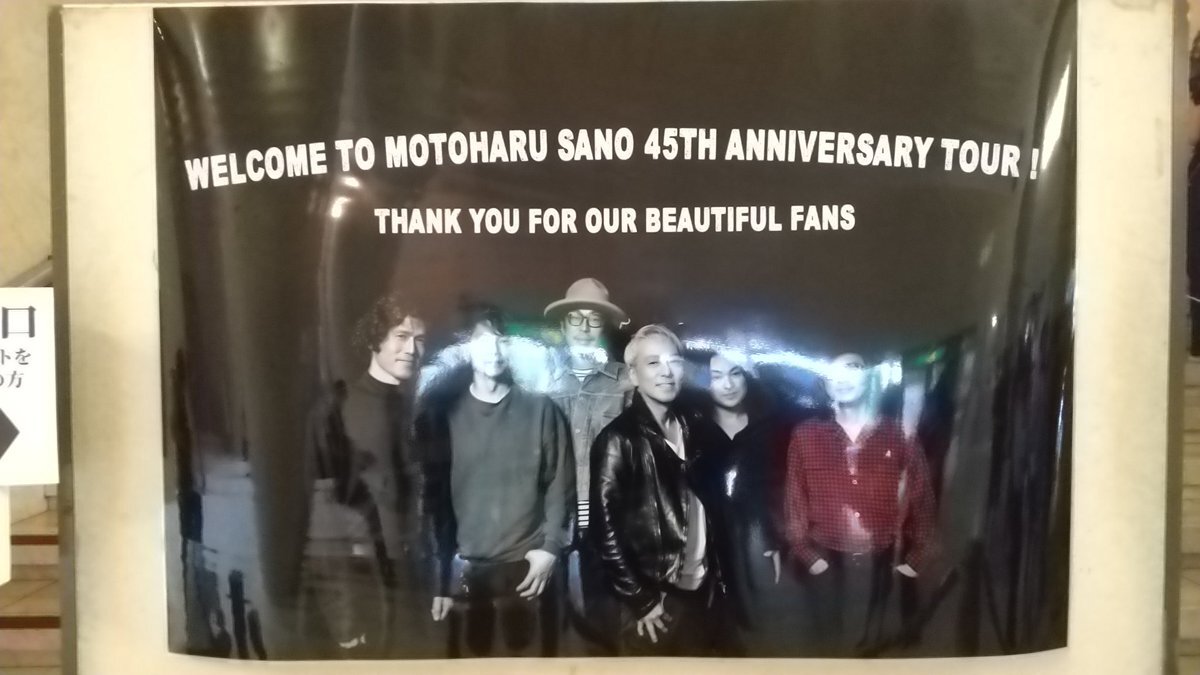 WELCOME TO MOTOHARU SANO 45TH ANNIVERSARY TOUR !
THANK YOU FOR OUR BEAUTIFUL FANS
口
トを
の方